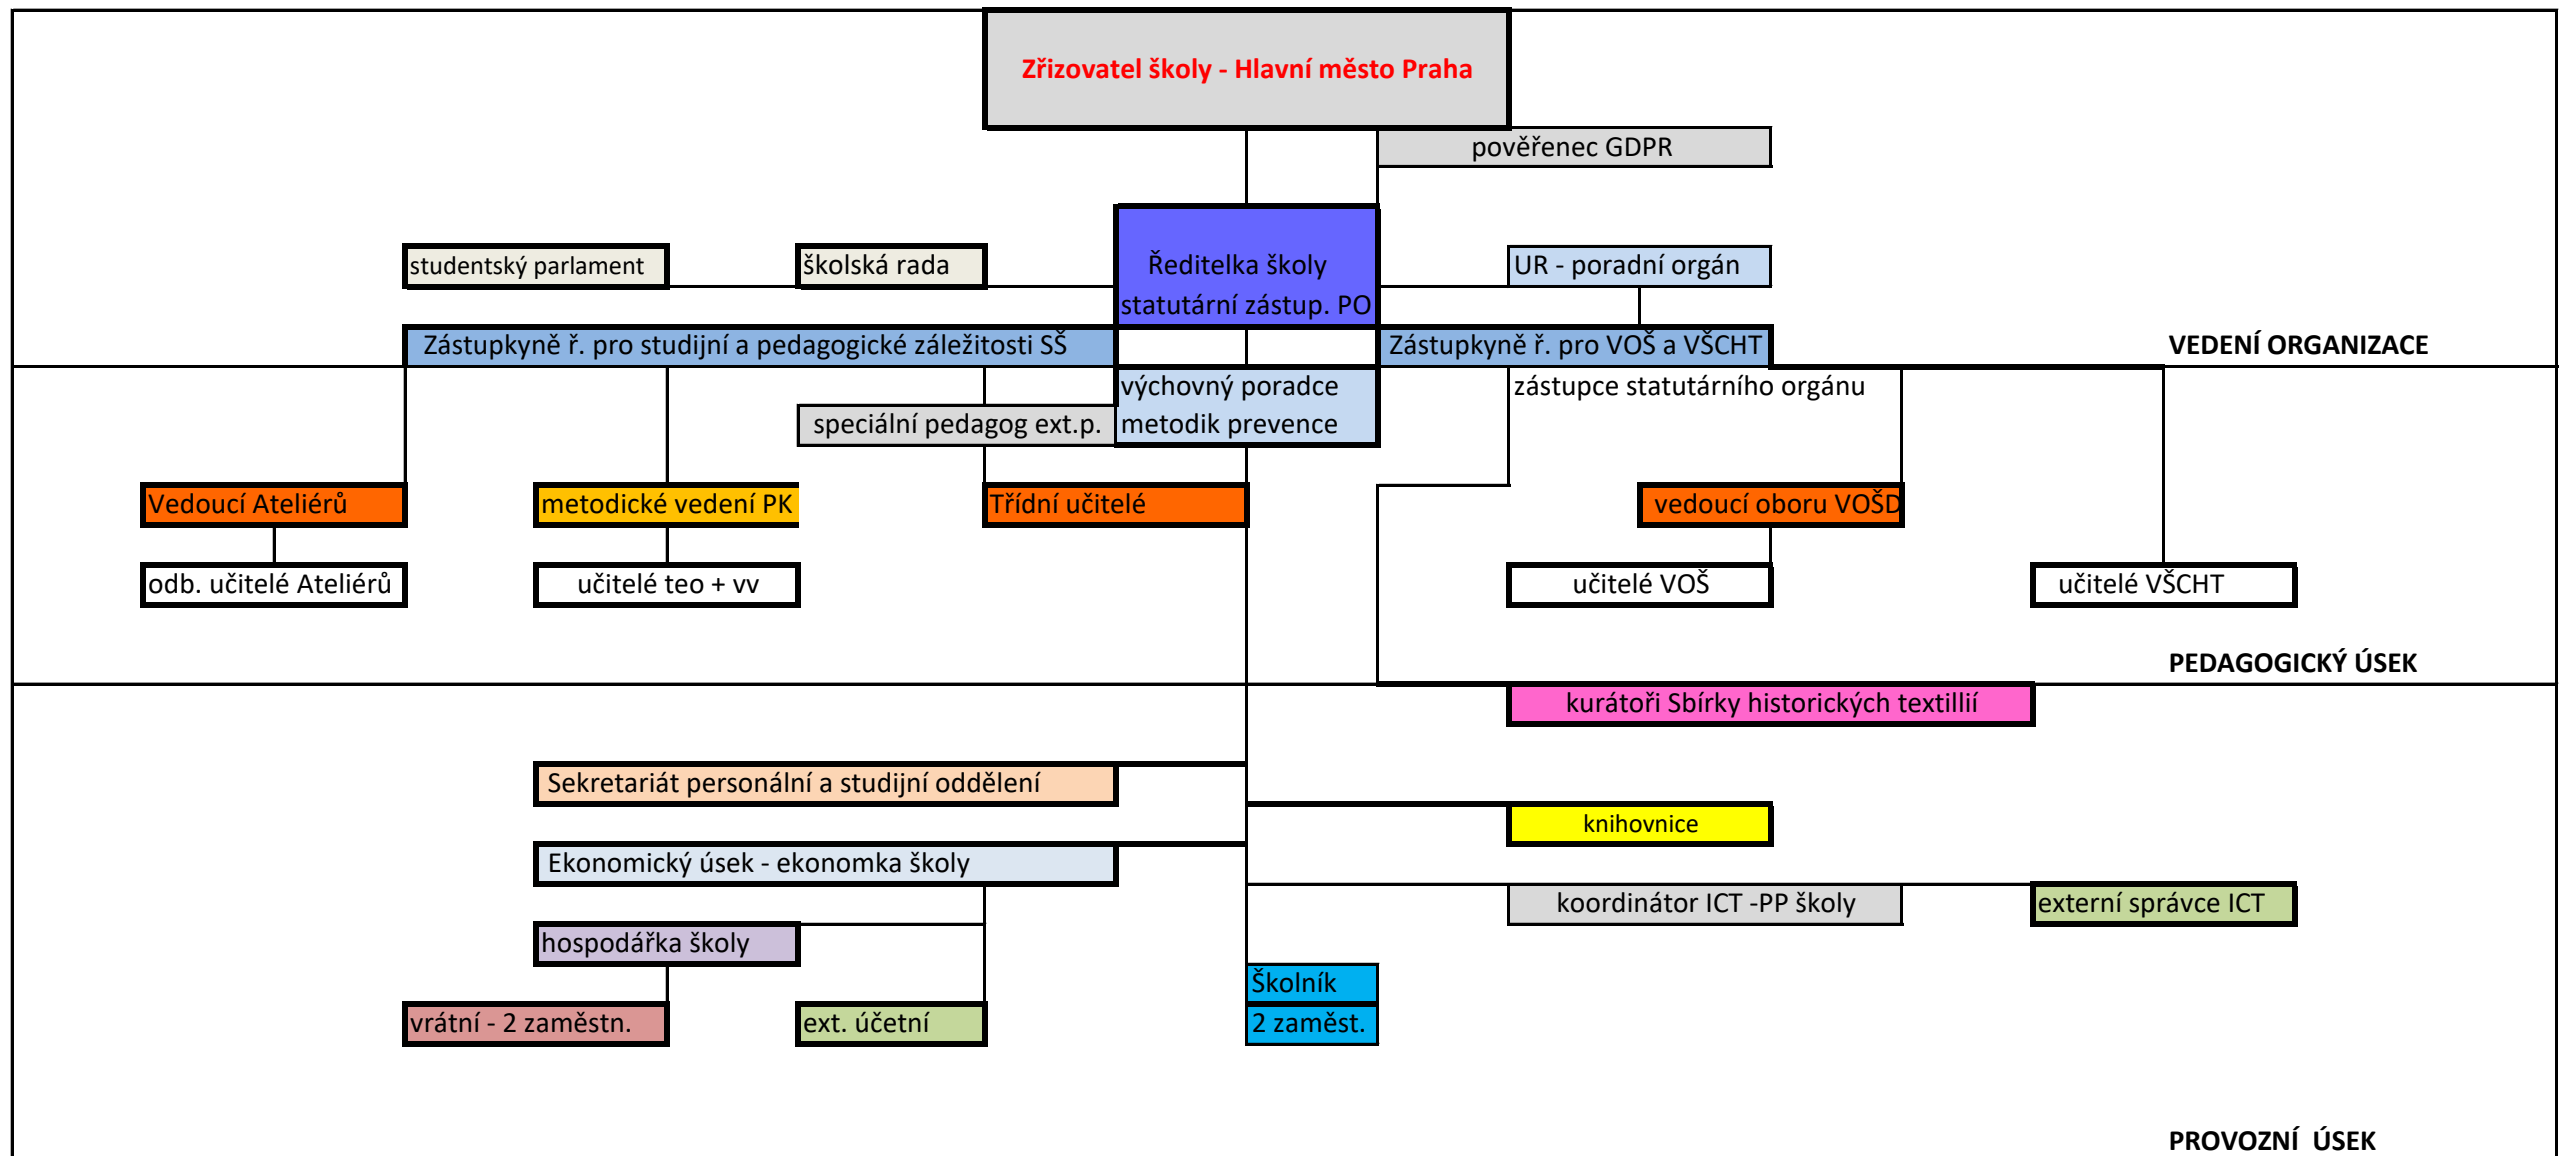 Zřizovatel školy - Hlavní město Praha
pověřenec GDPR
studentský parlament
školská rada
Ředitelka školy
statutární zástup. PO
UR - poradní orgán
Zástupkyně ř. pro studijní a pedagogické záležitosti SŠ
Zástupkyně ř. pro VOŠ a VŠCHT
VEDENÍ ORGANIZACE
výchovný poradce
metodik prevence
zástupce statutárního orgánu
speciální pedagog ext.p.
Vedoucí Ateliérů
metodické vedení PK
Třídní učitelé
vedoucí oboru VOŠD
odb. učitelé Ateliérů
učitelé teo + vv
učitelé VOŠ
učitelé VŠCHT
PEDAGOGICKÝ ÚSEK
kurátoři Sbírky historických textillií
Sekretariát personální a studijní oddělení
knihovnice
Ekonomický úsek - ekonomka školy
koordinátor ICT -PP školy
externí správce ICT
hospodářka školy
Školník
2 zaměst.
vrátní - 2 zaměstn.
ext. účetní
PROVOZNÍ  ÚSEK